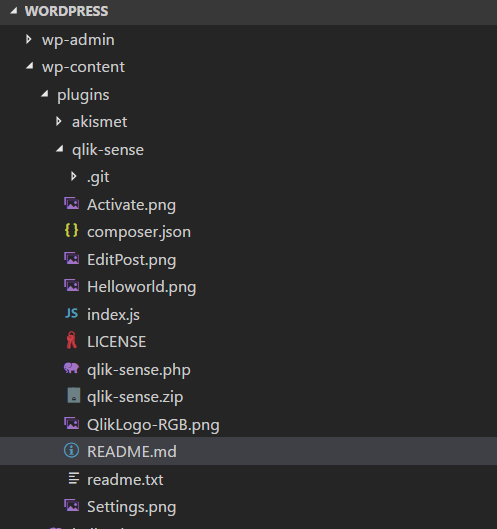 WORDPRESS
wp-admin
wp-content
plugins
akismet
qlik-sense
.git
Activate.png
{ } composer.json
EditPost.png
Helloworld.png
JS index.js
LICENSE
qlik-sense.php
qlik-sense.zip
QlikLogo-RGB.png
README.md
readme.txt
Settings.png